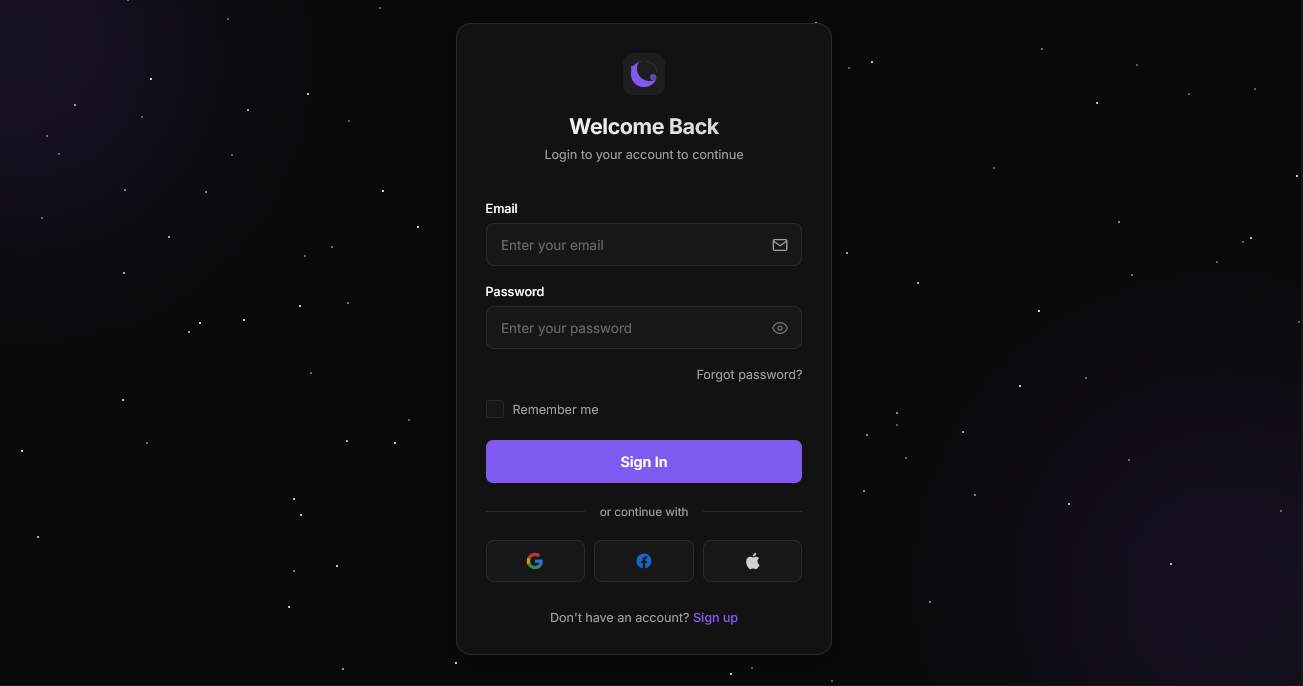 Welcome Back
Login to your account to continue
Email
Enter your email
Password
Enter your password
Forgot password?
Remember me
Sign In
or continue with
Don't have an account? Sign up